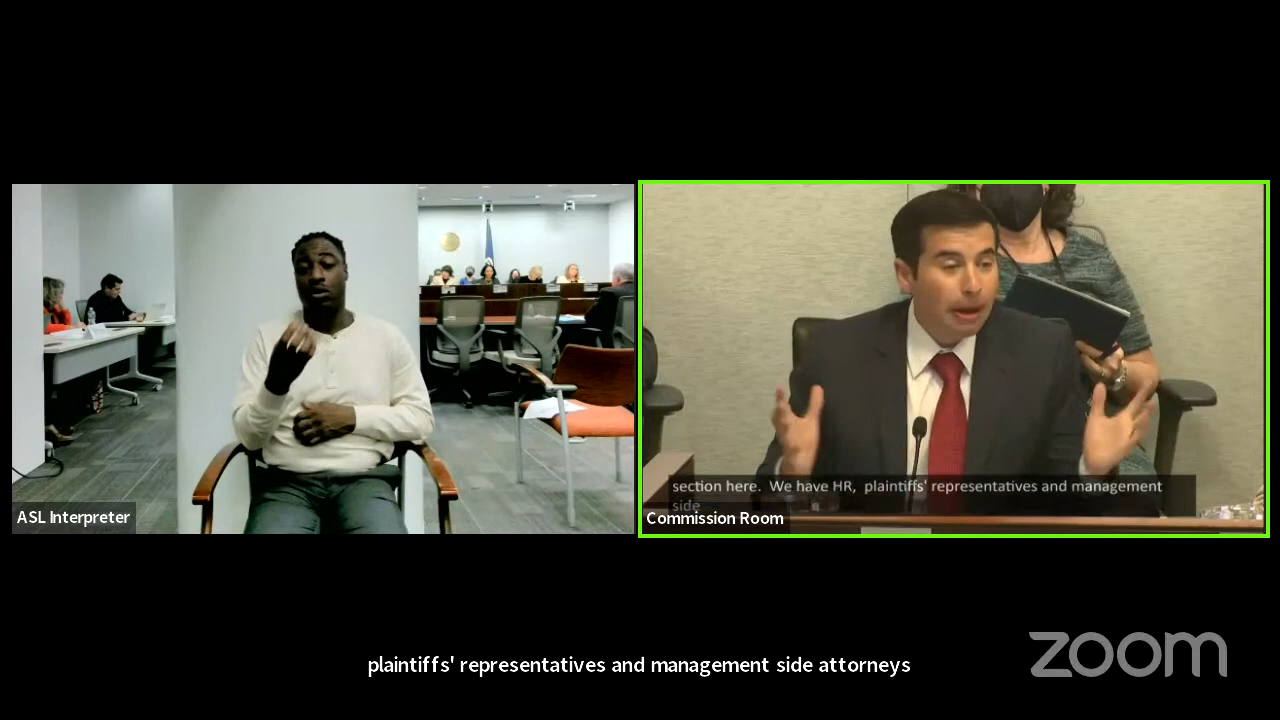 section here.  We have HR,  plaintiffs' representatives and management
side
ASL Interpreter
Commission Room
plaintiffs' representatives and management side attorneys
zoom